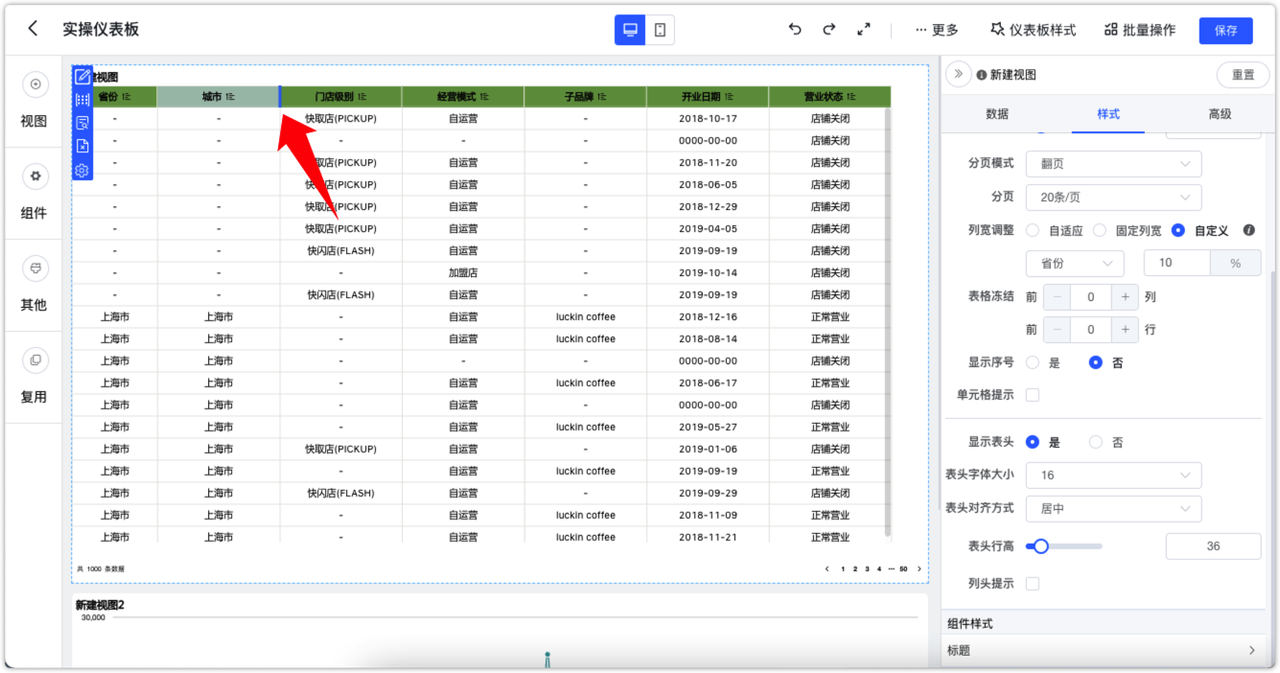 实操仪表板
更多
仪表板样式
批量操作
保存
视图
组件
其他
复用
建视图
省份 城市 门店级别 经营模式 子品牌 开业日期 营业状态
- - 快取店(PICKUP) 自运营 - 2018-10-17 店铺关闭
- - - - - 0000-00-00 店铺关闭
- - 取店(PICKUP) 自运营 - 2018-11-20 店铺关闭
- - 快 店(PICKUP) 自运营 - 2018-06-05 店铺关闭
- - 快取 (PICKUP) 自运营 - 2018-12-29 店铺关闭
- - 快取店(PICKUP) 自运营 - 2019-04-05 店铺关闭
- - 快闪店(FLASH) 自运营 - 2019-09-19 店铺关闭
- - - 加盟店 - 2019-10-14 店铺关闭
- - 快闪店(FLASH) 自运营 - 2019-09-19 店铺关闭
上海市 上海市 - 自运营 luckin coffee 2018-12-16 正常营业
上海市 上海市 - 自运营 luckin coffee 2018-08-14 正常营业
上海市 上海市 - - - 0000-00-00 店铺关闭
上海市 上海市 - 自运营 luckin coffee 2018-06-17 正常营业
上海市 上海市 - 自运营 - 0000-00-00 店铺关闭
上海市 上海市 - 自运营 luckin coffee 2019-05-27 正常营业
上海市 上海市 快取店(PICKUP) 自运营 - 2019-01-06 店铺关闭
上海市 上海市 - 自运营 luckin coffee 2019-09-19 正常营业
上海市 上海市 快闪店(FLASH) 自运营 - 2019-09-29 店铺关闭
上海市 上海市 - 自运营 luckin coffee 2018-11-09 正常营业
上海市 上海市 - 自运营 luckin coffee 2018-11-21 正常营业
共 1000 条数据
< 1 2 3 4 ··· 50 >
新建视图2
30,000
新建视图
重置
数据 样式 高级
分页模式 翻页
分页 20条/页
列宽调整 自适应 固定列宽 自定义
省份 10 %
表格冻结 前 − 0 + 列
前 − 0 + 行
显示序号 是 否
单元格提示
显示表头 是 否
表头字体大小 16
表头对齐方式 居中
表头行高 36
列头提示
组件样式
标题